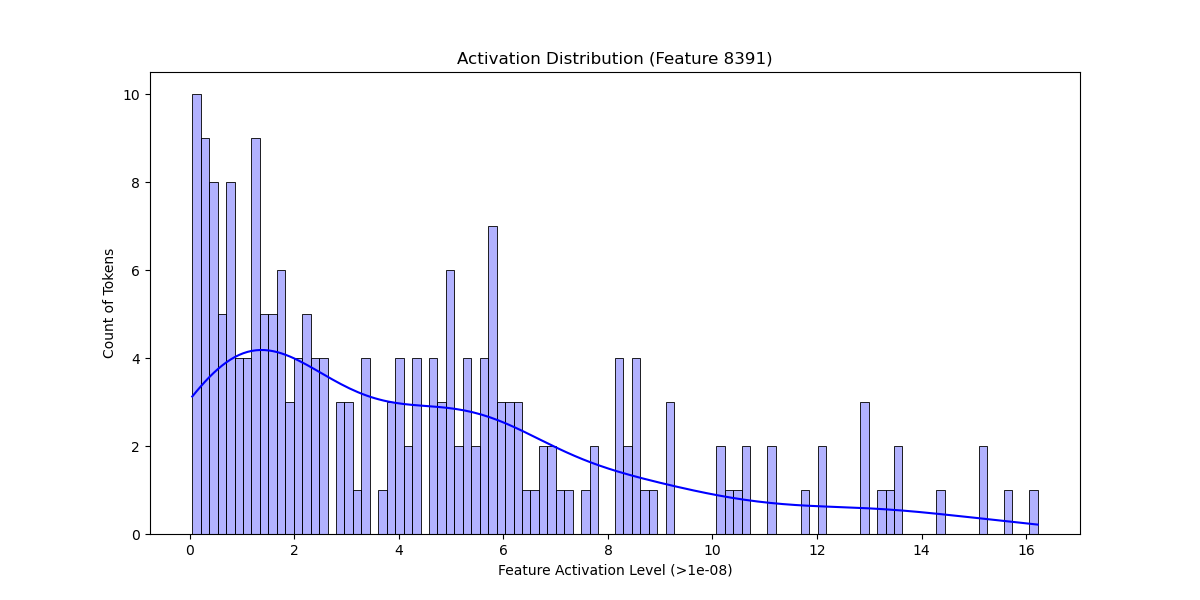 Activation Distribution (Feature 8391)
Count of Tokens
10
8
6
4
2
0
0 2 4 6 8 10 12 14 16
Feature Activation Level (>1e-08)